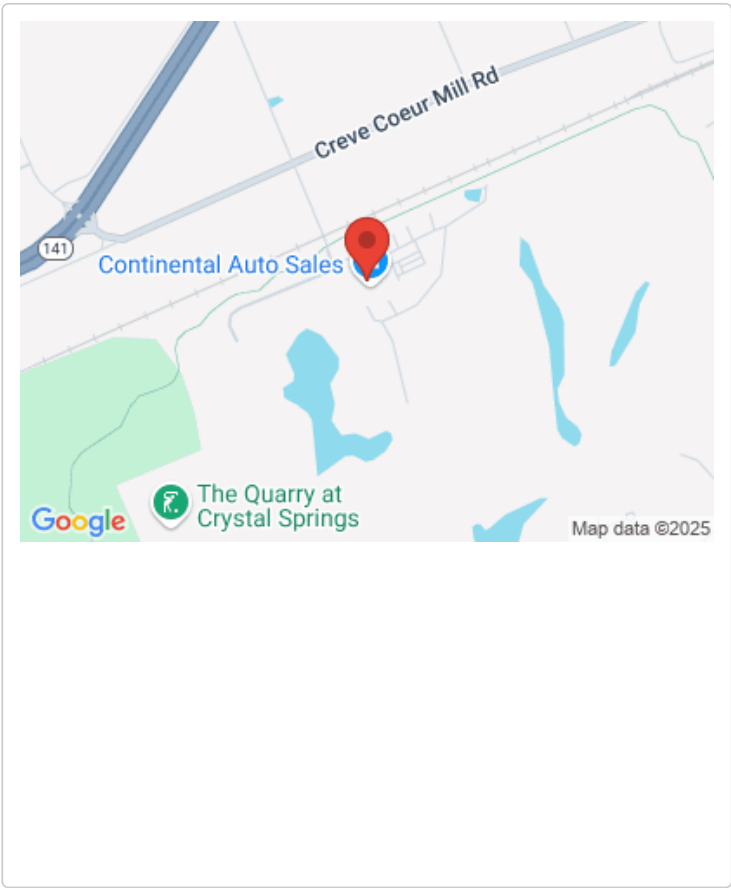 Creve Coeur Mill Rd
141
Continental Auto Sales
The Quarry at
Crystal Springs
Google
Map data ©2025